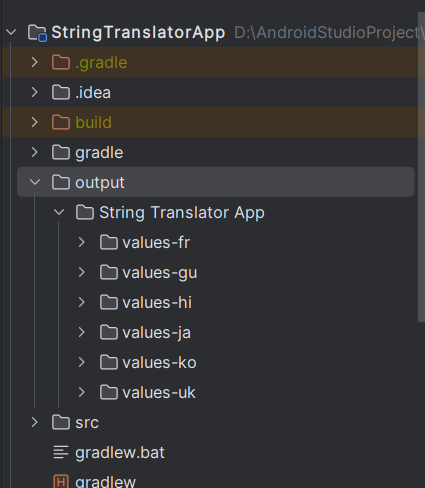 StringTranslatorApp D:\AndroidStudioProject\
.gradle
.idea
build
gradle
output
String Translator App
values-fr
values-gu
values-hi
values-ja
values-ko
values-uk
src
gradlew.bat
gradlew